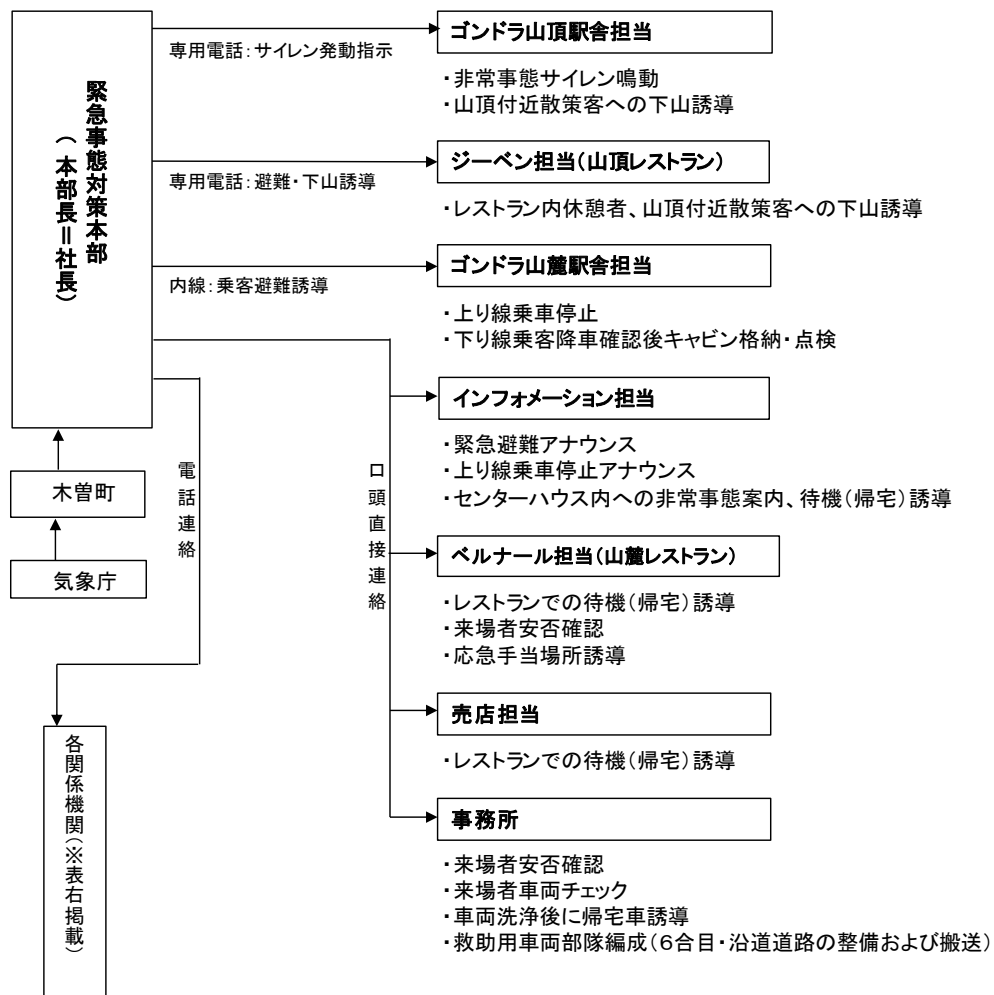 緊急事態対策本部
（本部長＝社長）
専用電話：サイレン発動指示
ゴンドラ山頂駅舎担当
・非常事態サイレン鳴動
・山頂付近散策客への下山誘導
専用電話：避難・下山誘導
ジーベン担当（山頂レストラン）
・レストラン内休憩者、山頂付近散策客への下山誘導
内線：乗客避難誘導
ゴンドラ山麓駅舎担当
・上り線乗車停止
・下り線乗客降車確認後キャビン格納・点検
インフォメーション担当
・緊急避難アナウンス
・上り線乗車停止アナウンス
・センターハウス内への非常事態案内、待機（帰宅）誘導
木曽町
気象庁
電話連絡
口頭直接連絡
ベルナール担当（山麓レストラン）
・レストランでの待機（帰宅）誘導
・来場者安否確認
・応急手当場所誘導
売店担当
・レストランでの待機（帰宅）誘導
各関係機関（※表右掲載）
事務所
・来場者安否確認
・来場者車両チェック
・車両洗浄後に帰宅車誘導
・救助用車両部隊編成（６合目・沿道道路の整備および搬送）